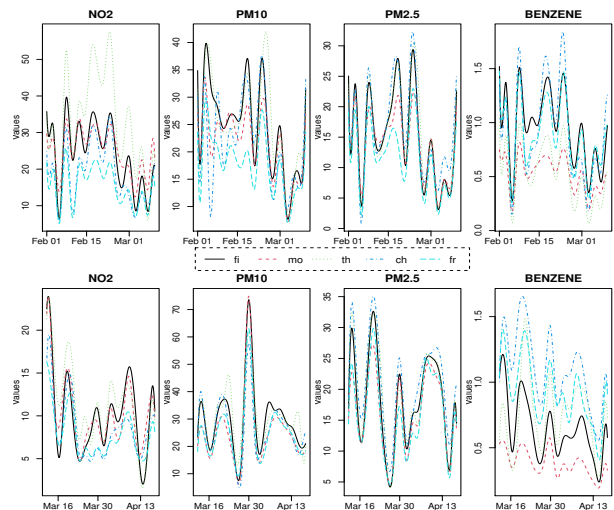 NO2
PM10
PM2.5
BENZENE
values
10 20 30 40 50
Feb 01 Feb 15 Mar 01
values
10 15 20 25 30 35 40
Feb 01 Feb 15 Mar 01
values
0 5 10 15 20 25 30
Feb 01 Feb 15 Mar 01
values
0.0 0.5 1.0 1.5
Feb 01 Feb 15 Mar 01
fi mo th ch fr
NO2
PM10
PM2.5
BENZENE
values
5 10 15 20
Mar 16 Mar 30 Apr 13
values
10 20 30 40 50 60 70
Mar 16 Mar 30 Apr 13
values
5 10 15 20 25 30 35
Mar 16 Mar 30 Apr 13
values
0.5 1.0 1.5
Mar 16 Mar 30 Apr 13